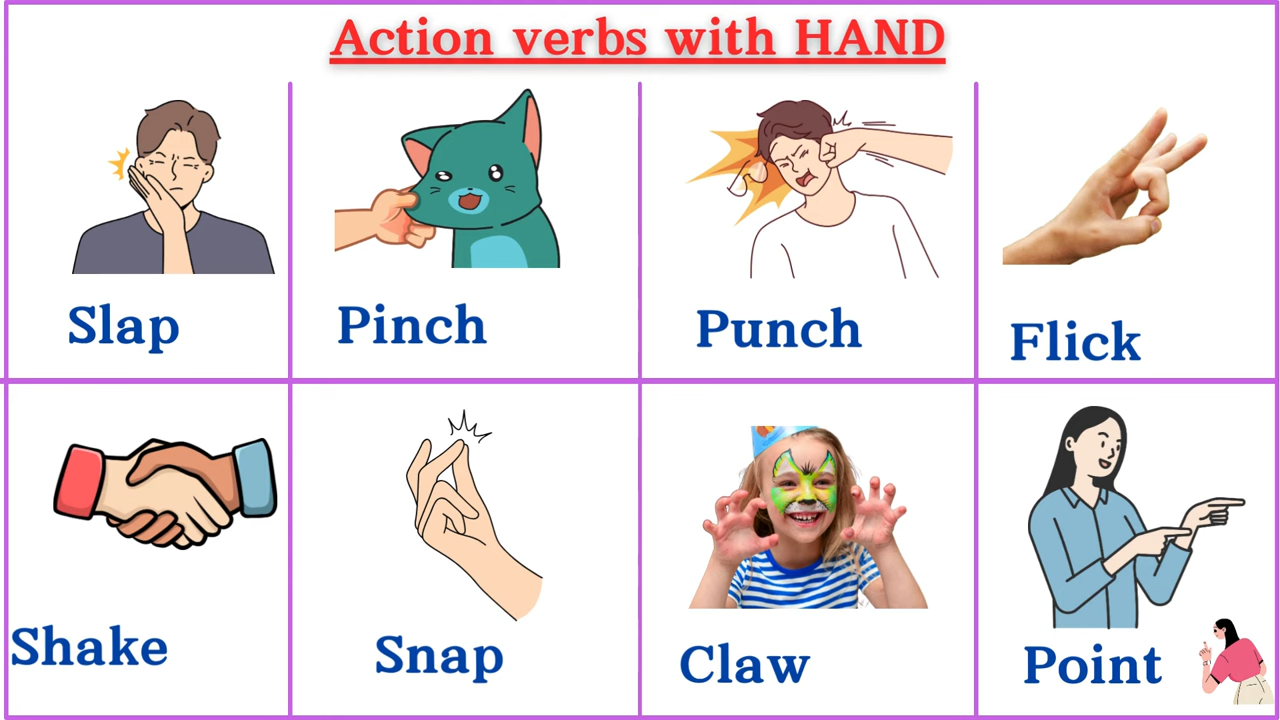 Action verbs with HAND
Slap
Pinch
Punch
Flick
Shake
Snap
Claw
Point